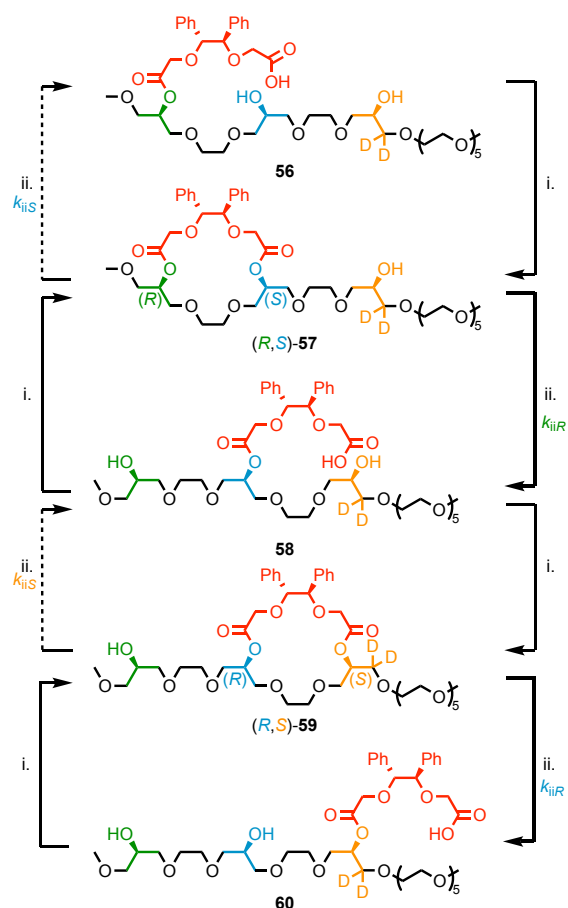 Ph Ph
O O O
O O OH
HO OH
O O O O O O O
D D 5
56
ii. i.
kiiS
Ph Ph
O O O O
O O OH
O O O O O O O
(R) (S) D D 5
(R,S)-57
i. ii.
kiiR
Ph Ph
O O O O
HO O HO OH
O O O O O O O
D D 5
58
ii. i.
kiiS
Ph Ph
O O O O
HO O O D D
O O O O O O O
(R) (S) 5
(R,S)-59
i. ii.
kiiR
Ph Ph
O O O O
HO HO O HO
O O O O O O O
D D 5
60